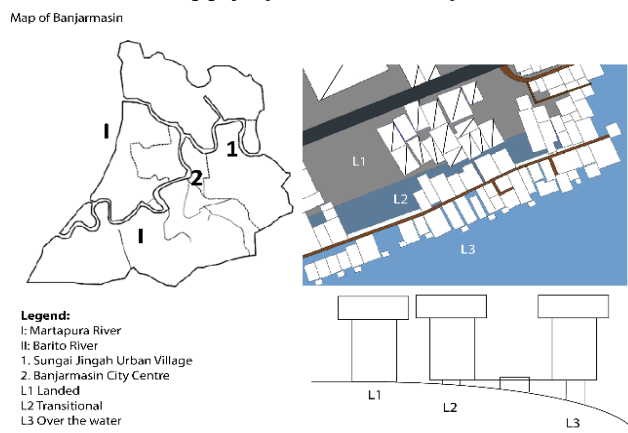 Map of Banjarmasin
I
1
2
I
L1
L2
L3
Legend:
I: Martapura River
II: Barito River
1. Sungai Jingah Urban Village
2. Banjarmasin City Centre
L1 Landed
L2 Transitional
L3 Over the water
L1
L2
L3